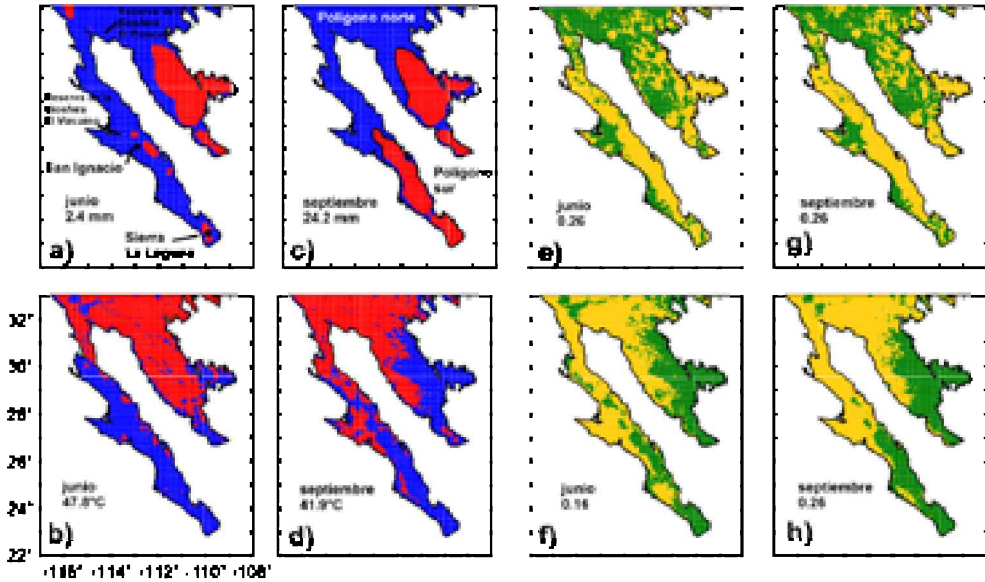 Reserva de la
Biosfera
El Pinacate
Reserva de la
Biosfera
El Vizcaíno
San Ignacio
junio
2.4 mm
Sierra
La Laguna
a)
Polígono norte
Polígono
sur
septiembre
24.2 mm
c)
junio
0.26
e)
septiembre
0.26
g)
32°
30°
28°
26°
24°
22°
junio
47.8°C
b)
septiembre
41.9°C
d)
junio
0.16
f)
septiembre
0.26
h)
-116° -114° -112° -110° -108°